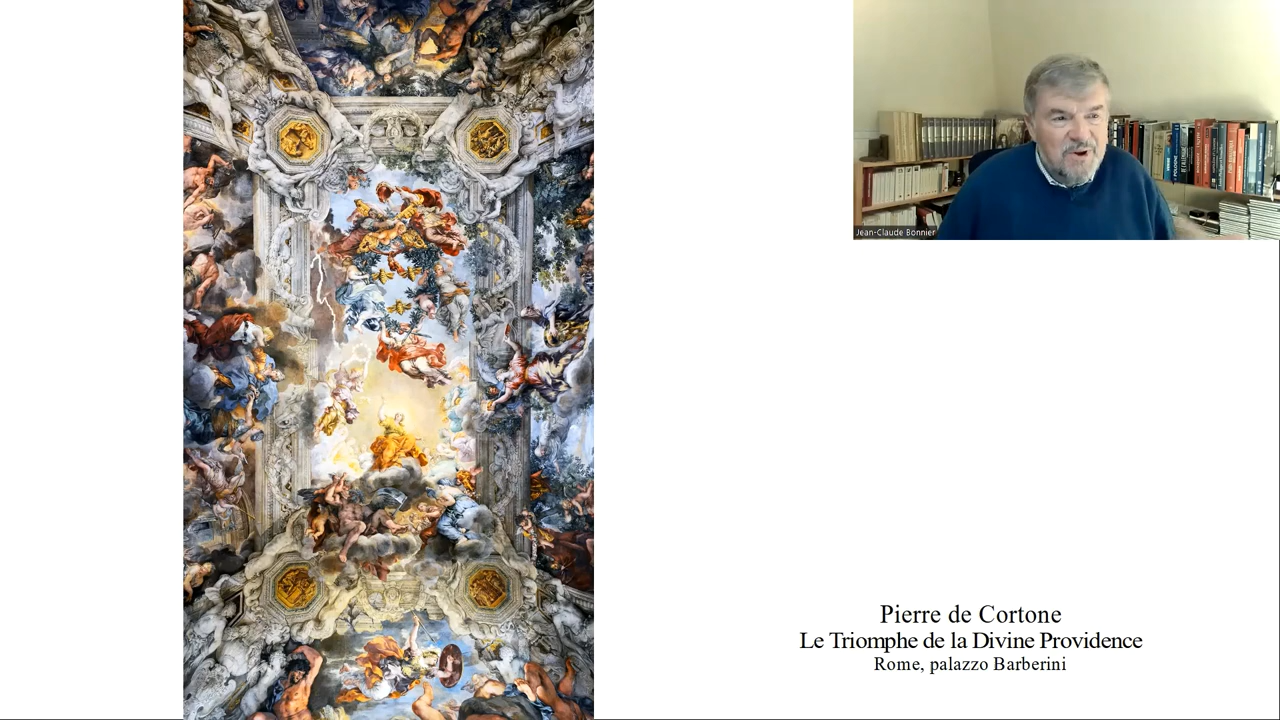 Jean-Claude Bonnier
Pierre de Cortone
Le Triomphe de la Divine Providence
Rome, palazzo Barberini